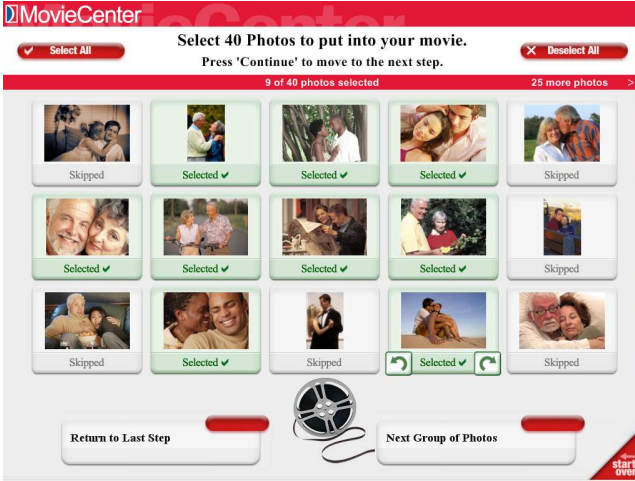 MovieCenter
MovieCenter
Select All
Select 40 Photos to put into your movie.
Deselect All
Press 'Continue' to move to the next step.
9 of 40 photos selected
25 more photos >
Skipped
Selected
Selected
Selected
Skipped
Selected
Selected
Selected
Selected
Skipped
Skipped
Selected
Skipped
Selected
Skipped
Return to Last Step
Next Group of Photos
start
over